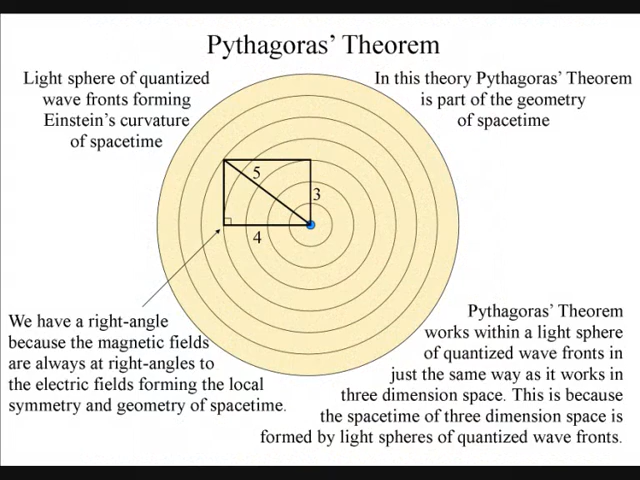 Pythagoras' Theorem
Light sphere of quantized
wave fronts forming
Einstein's curvature
of spacetime
In this theory Pythagoras' Theorem
is part of the geometry
of spacetime
5
3
4
We have a right-angle
because the magnetic fields
are always at right-angles to
the electric fields forming the local
symmetry and geometry of spacetime.
Pythagoras' Theorem
works within a light sphere
of quantized wave fronts in
just the same way as it works in
three dimension space. This is because
the spacetime of three dimension space is
formed by light spheres of quantized wave fronts.